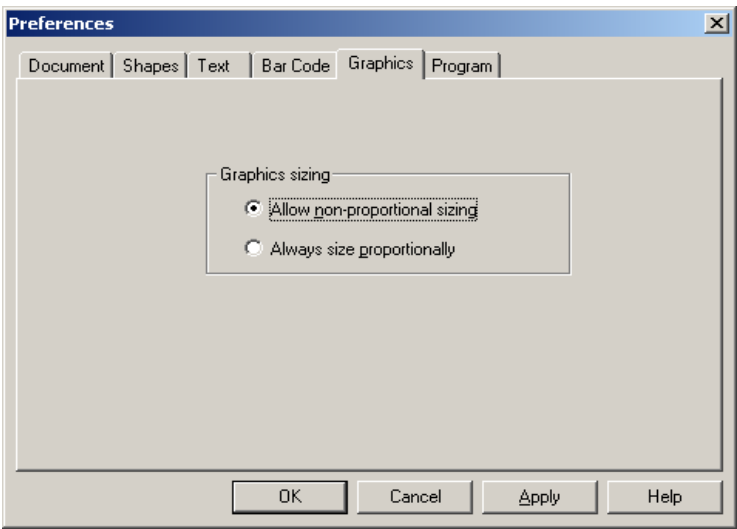 Preferences
Document Shapes Text Bar Code Graphics Program
Graphics sizing
Allow non-proportional sizing
Always size proportionally
OK Cancel Apply Help